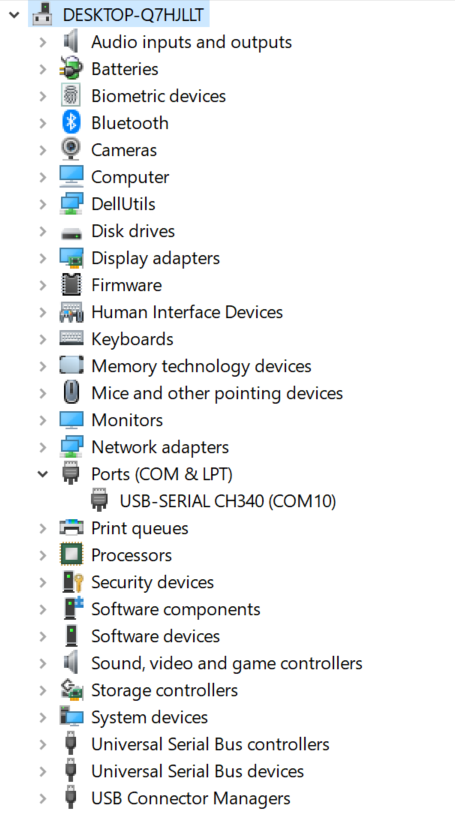 DESKTOP-Q7HJLLT
Audio inputs and outputs
Batteries
Biometric devices
Bluetooth
Cameras
Computer
DellUtils
Disk drives
Display adapters
Firmware
Human Interface Devices
Keyboards
Memory technology devices
Mice and other pointing devices
Monitors
Network adapters
Ports (COM & LPT)
USB-SERIAL CH340 (COM10)
Print queues
Processors
Security devices
Software components
Software devices
Sound, video and game controllers
Storage controllers
System devices
Universal Serial Bus controllers
Universal Serial Bus devices
USB Connector Managers